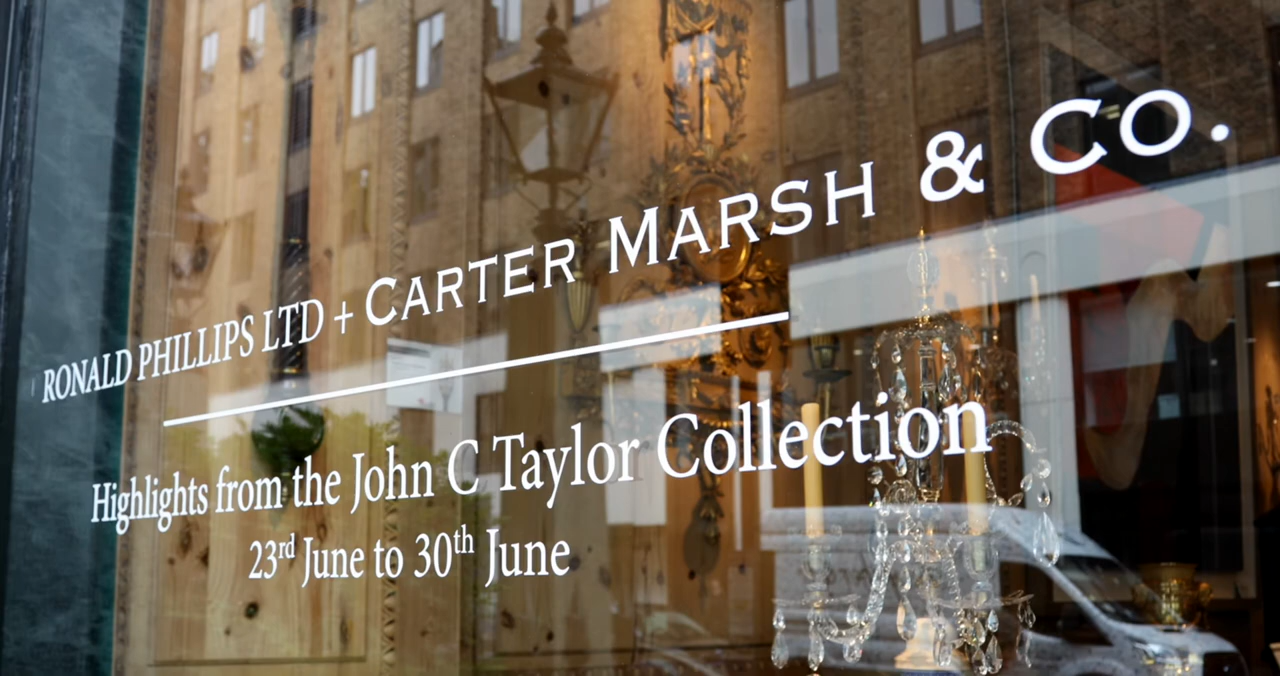 RONALD PHILLIPS LTD + CARTER MARSH & CO.
Highlights from the John C Taylor Collection
23rd June to 30th June